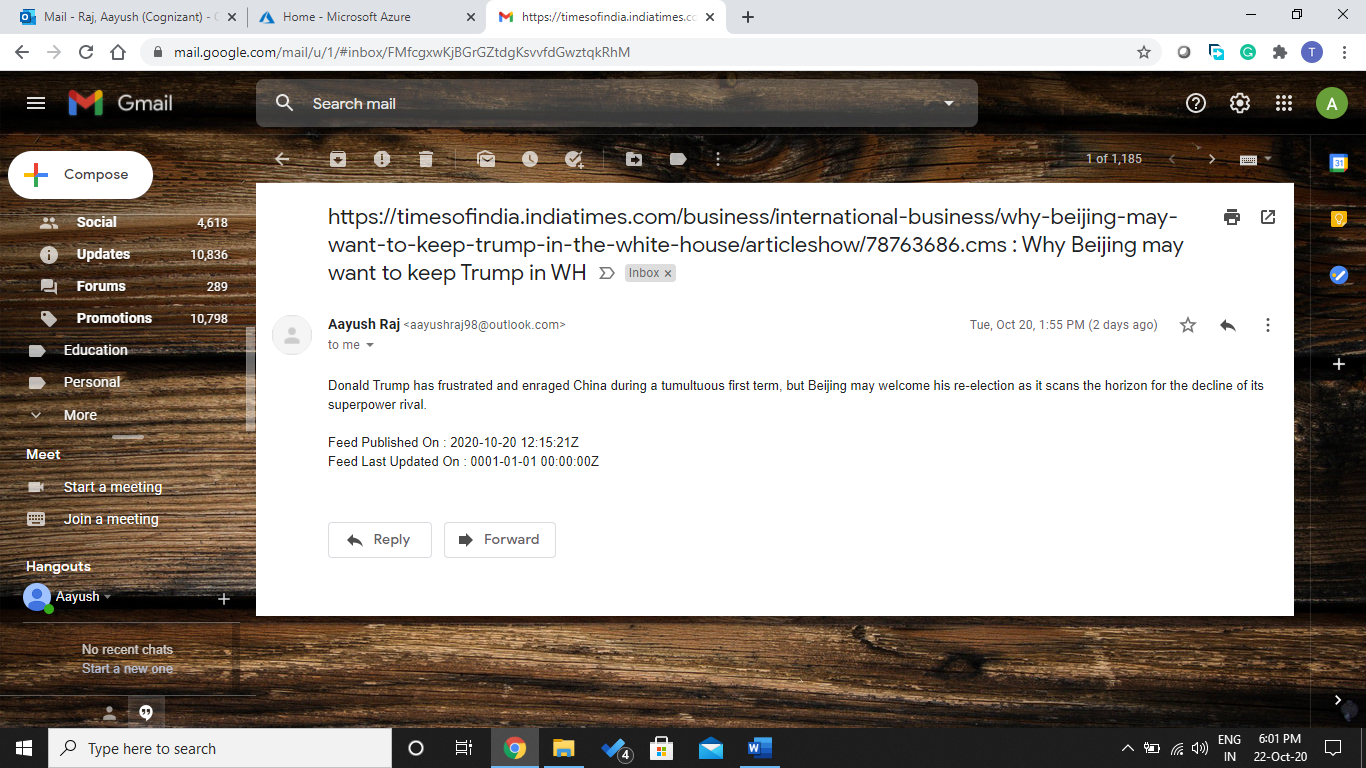 Mail - Raj, Aayush (Cognizant) -
Home - Microsoft Azure
https://timesofindia.indiatimes.co
mail.google.com/mail/u/1/#inbox/FMfcgxwKjBGrGZtdgKsvvfdGwztqkRhM
T
Gmail
Search mail
A
Compose
1 of 1,185
31
Social 4,618
Updates 10,836
Forums 289
Promotions 10,798
Education
Personal
More
https://timesofindia.indiatimes.com/business/international-business/why-beijing-may-
want-to-keep-trump-in-the-white-house/articleshow/78763686.cms : Why Beijing may
want to keep Trump in WH Inbox x
Aayush Raj <aayushraj98@outlook.com> Tue, Oct 20, 1:55 PM (2 days ago)
to me
Donald Trump has frustrated and enraged China during a tumultuous first term, but Beijing may welcome his re-election as it scans the horizon for the decline of its
superpower rival.
Feed Published On : 2020-10-20 12:15:21Z
Feed Last Updated On : 0001-01-01 00:00:00Z
Reply
Forward
Meet
Start a meeting
Join a meeting
Hangouts
Aayush
No recent chats
Start a new one
Type here to search
4
ENG
IN
6:01 PM
22-Oct-20